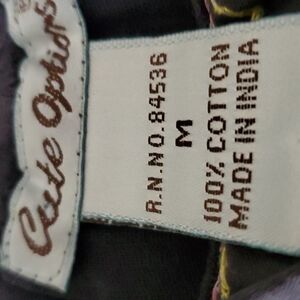 Cute Options
R.N.NO.84536
M
100% COTTON
MADE IN INDIA